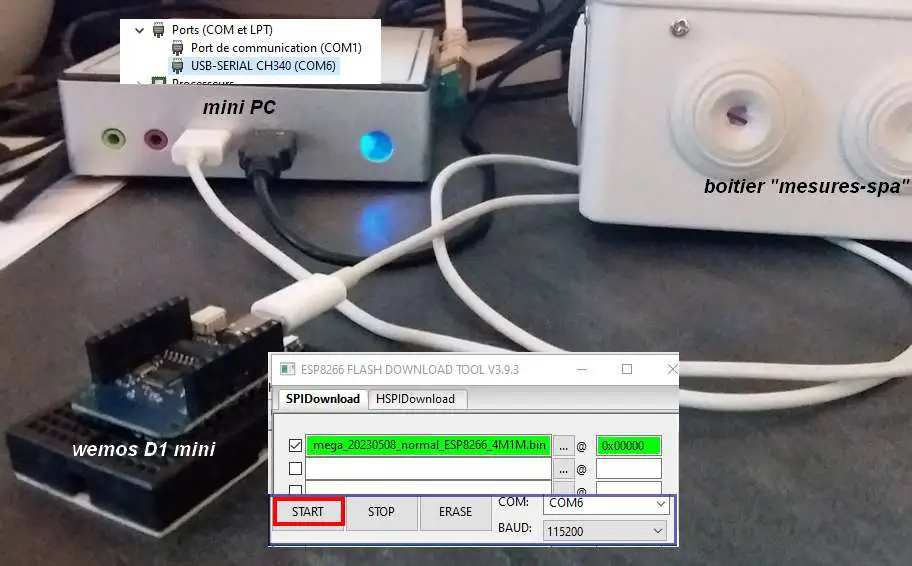 Ports (COM et LPT)
Port de communication (COM1)
USB-SERIAL CH340 (COM6)
Processeurs
mini PC
boitier "mesures-spa"
wemos D1 mini
ESP8266 FLASH DOWNLOAD TOOL V3.9.3
SPIDownload HSPIDownload
_mega_20230508_normal_ESP8266_4M1M.bin ... @ 0x00000
... @
START STOP ERASE COM: COM6
BAUD: 115200